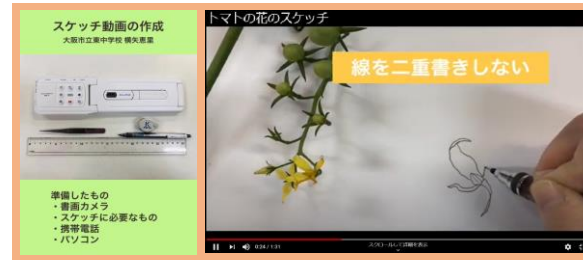 スケッチ動画の作成
大阪市立東中学校 横矢恵里
準備したもの
・書画カメラ
・スケッチに必要なもの
・携帯電話
・パソコン
トマトの花のスケッチ
線を二重書きしない
0:24 / 1:31
スクロールして詳細を表示